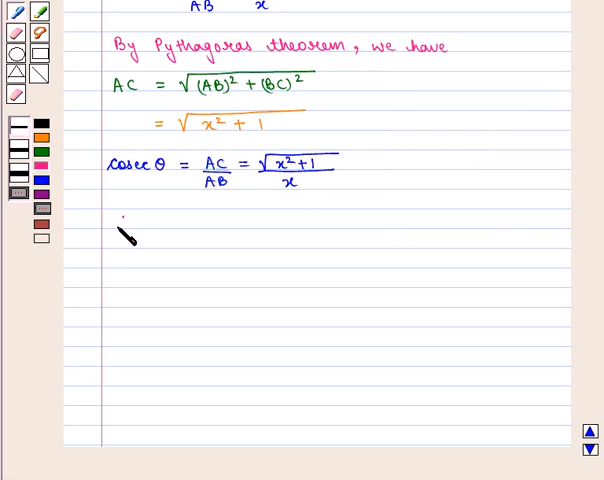 AB x
By Pythagoras theorem, we have
AC = √(AB)² + (BC)²
= √x² + 1
cosec θ = AC/AB = √x²+1/x